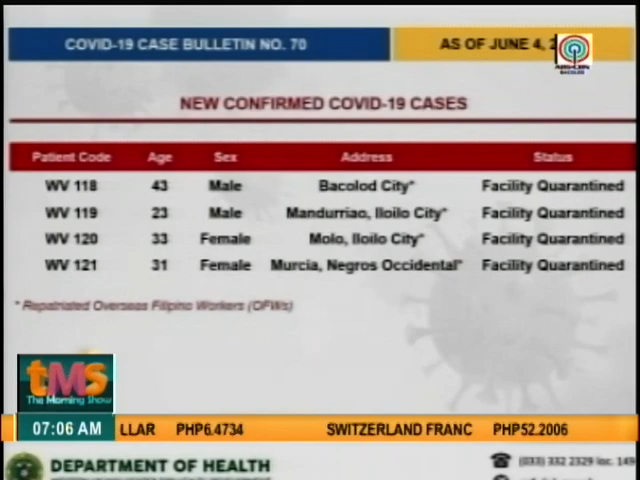 COVID-19 CASE BULLETIN NO. 70
AS OF JUNE 4, 2
ABS-CBN
BACOLOD
NEW CONFIRMED COVID-19 CASES
Patient Code Age Sex Address Status
WV 118 43 Male Bacolod City* Facility Quarantined
WV 119 23 Male Mandurriao, Iloilo City* Facility Quarantined
WV 120 33 Female Molo, Iloilo City* Facility Quarantined
WV 121 31 Female Murcia, Negros Occidental* Facility Quarantined
* Repatriated Overseas Filipino Workers (OFWs)
tMs
The Morning Show
07:06 AM LLAR PHP6.4734 SWITZERLAND FRANC PHP52.2006
DEPARTMENT OF HEALTH
(033) 332 2329 loc. 149